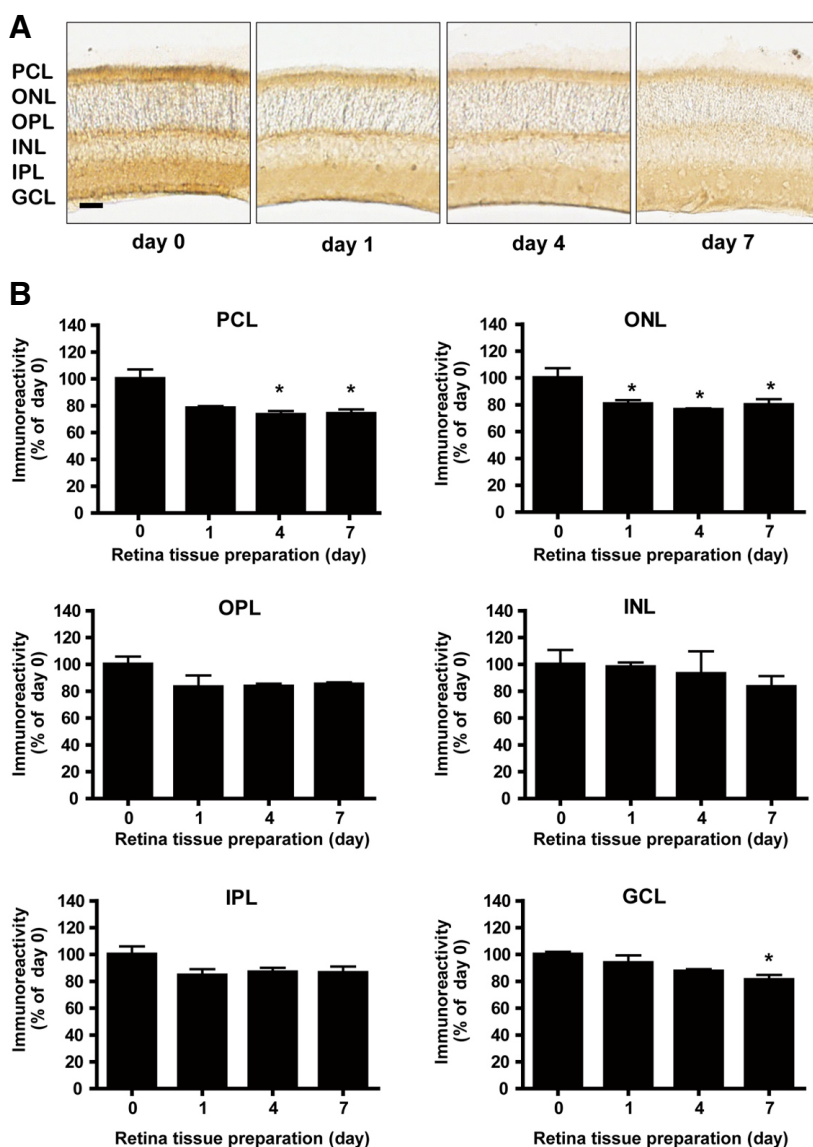 A
PCL
ONL
OPL
INL
IPL
GCL
day 0
day 1
day 4
day 7
B
PCL
Immunoreactivity
(% of day 0)
140
120
100
80
60
40
20
0
*
*
0 1 4 7
Retina tissue preparation (day)
ONL
Immunoreactivity
(% of day 0)
140
120
100
80
60
40
20
0
*
*
*
0 1 4 7
Retina tissue preparation (day)
OPL
Immunoreactivity
(% of day 0)
140
120
100
80
60
40
20
0
0 1 4 7
Retina tissue preparation (day)
INL
Immunoreactivity
(% of day 0)
140
120
100
80
60
40
20
0
0 1 4 7
Retina tissue preparation (day)
IPL
Immunoreactivity
(% of day 0)
140
120
100
80
60
40
20
0
0 1 4 7
Retina tissue preparation (day)
GCL
Immunoreactivity
(% of day 0)
140
120
100
80
60
40
20
0
*
0 1 4 7
Retina tissue preparation (day)